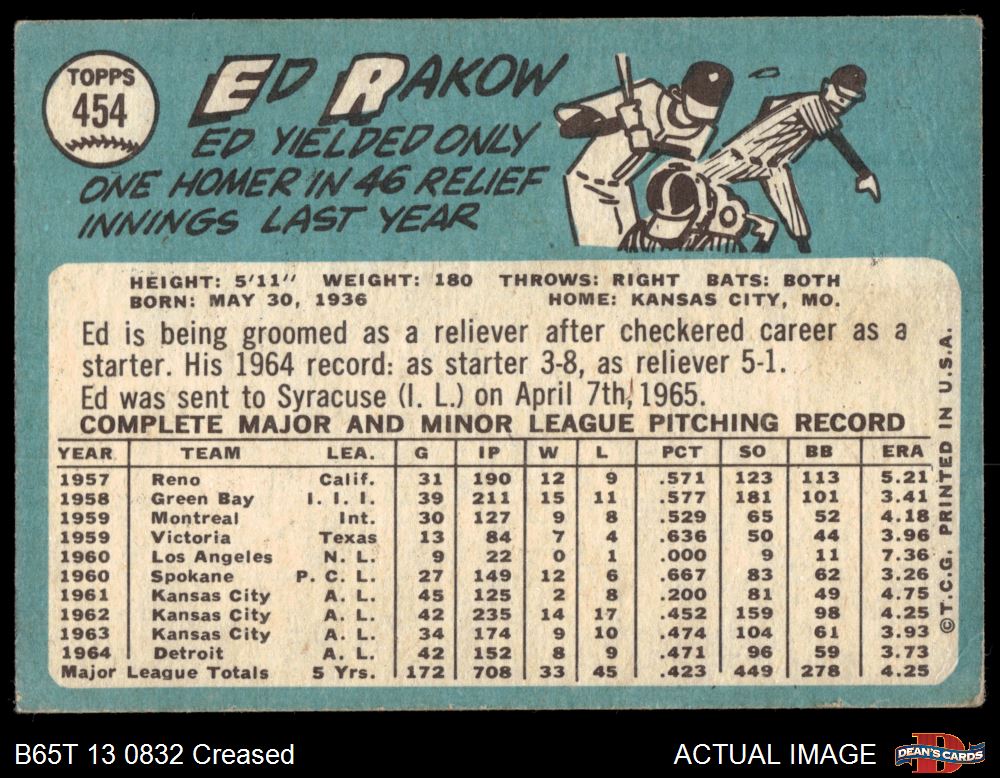 TOPPS
454
ED RAKOW
ED YIELDED ONLY
ONE HOMER IN 46 RELIEF
INNINGS LAST YEAR
HEIGHT: 5'11" WEIGHT: 180 THROWS: RIGHT BATS: BOTH
BORN: MAY 30, 1936 HOME: KANSAS CITY, MO.
Ed is being groomed as a reliever after checkered career as a
starter. His 1964 record: as starter 3-8, as reliever 5-1.
Ed was sent to Syracuse (I. L.) on April 7th, 1965.
COMPLETE MAJOR AND MINOR LEAGUE PITCHING RECORD
YEAR TEAM LEA. G IP W L PCT SO BB ERA
1957 Reno Calif. 31 190 12 9 .571 123 113 5.21
1958 Green Bay I. I. I. 39 211 15 11 .577 181 101 3.41
1959 Montreal Int. 30 127 9 8 .529 65 52 4.18
1959 Victoria Texas 13 84 7 4 .636 50 44 3.96
1960 Los Angeles N. L. 9 22 0 1 .000 9 11 7.36
1960 Spokane P. C. L. 27 149 12 6 .667 83 62 3.26
1961 Kansas City A. L. 45 125 2 8 .200 81 49 4.75
1962 Kansas City A. L. 42 235 14 17 .452 159 98 4.25
1963 Kansas City A. L. 34 174 9 10 .474 104 61 3.93
1964 Detroit A. L. 42 152 8 9 .471 96 59 3.73
Major League Totals 5 Yrs. 172 708 33 45 .423 449 278 4.25
©T.C.G. PRINTED IN U.S.A.
B65T 13 0832 Creased
ACTUAL IMAGE
DEAN'S CARDS